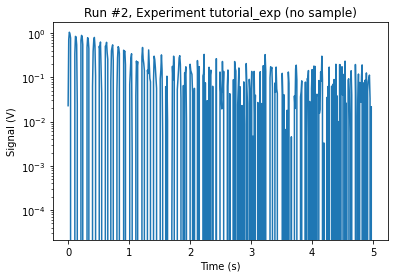 Run #2, Experiment tutorial_exp (no sample)
Signal (V)
10⁰
10⁻¹
10⁻²
10⁻³
10⁻⁴
0 1 2 3 4 5
Time (s)